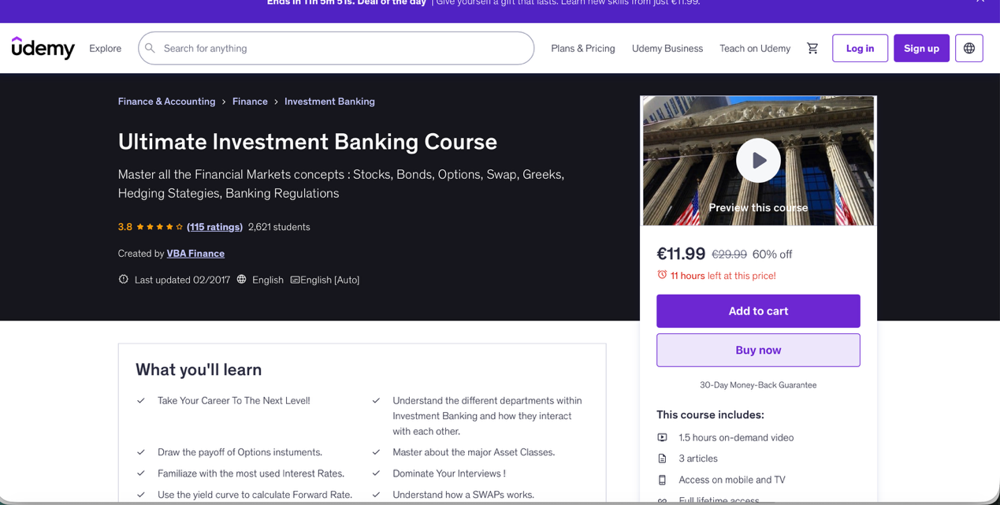 Ends in 11h 5m 51s. Deal of the day | Give yourself a gift that lasts. Learn new skills from just €11.99.
udemy Explore Search for anything Plans & Pricing Udemy Business Teach on Udemy Log in Sign up
Finance & Accounting > Finance > Investment Banking
Ultimate Investment Banking Course
Master all the Financial Markets concepts : Stocks, Bonds, Options, Swap, Greeks,
Hedging Stategies, Banking Regulations
3.8 (115 ratings) 2,621 students
Created by VBA Finance
Last updated 02/2017 English English [Auto]
Preview this course
€11.99 €29.99 60% off
11 hours left at this price!
Add to cart
Buy now
30-Day Money-Back Guarantee
This course includes:
1.5 hours on-demand video
3 articles
Access on mobile and TV
Full lifetime access
What you'll learn
Take Your Career To The Next Level!
Understand the different departments within
Investment Banking and how they interact
with each other.
Draw the payoff of Options instuments.
Master about the major Asset Classes.
Familiaze with the most used Interest Rates.
Dominate Your Interviews !
Use the yield curve to calculate Forward Rate.
Understand how a SWAPs works.